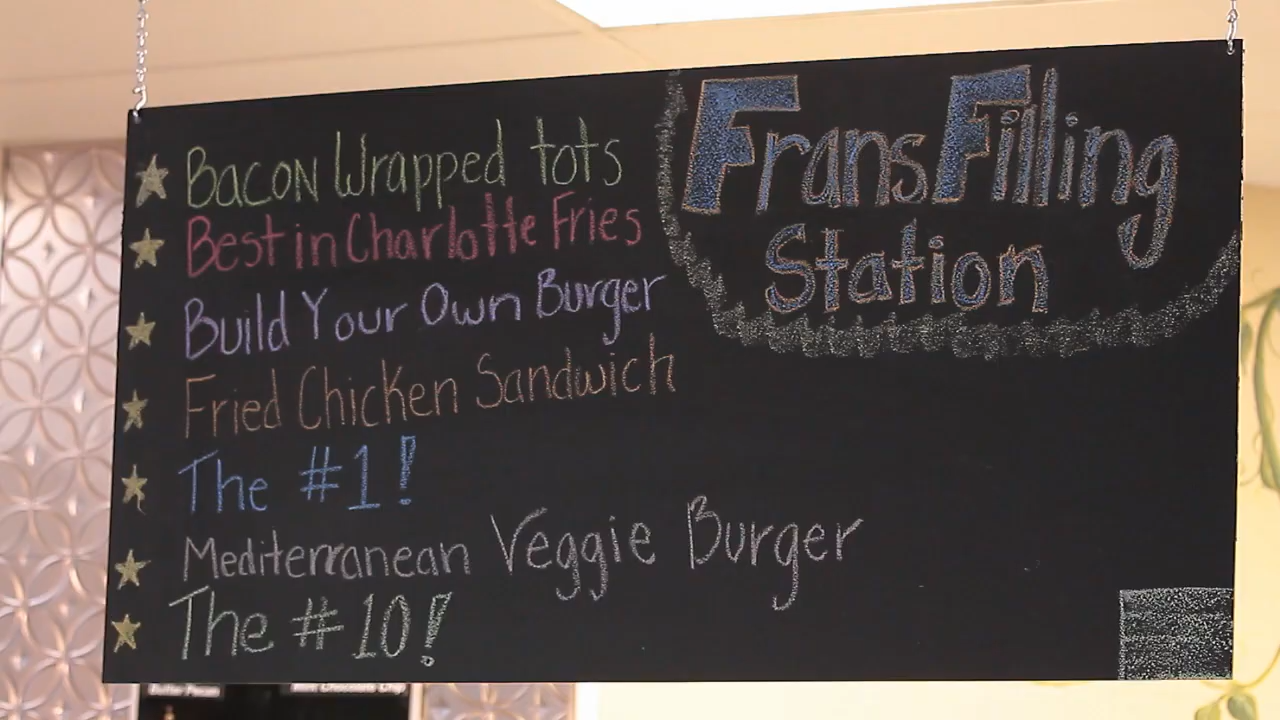 Frans Filling
Station
Bacon Wrapped tots
Best in Charlotte Fries
Build Your Own Burger
Fried Chicken Sandwich
The #1!
Mediterranean Veggie Burger
The #10!